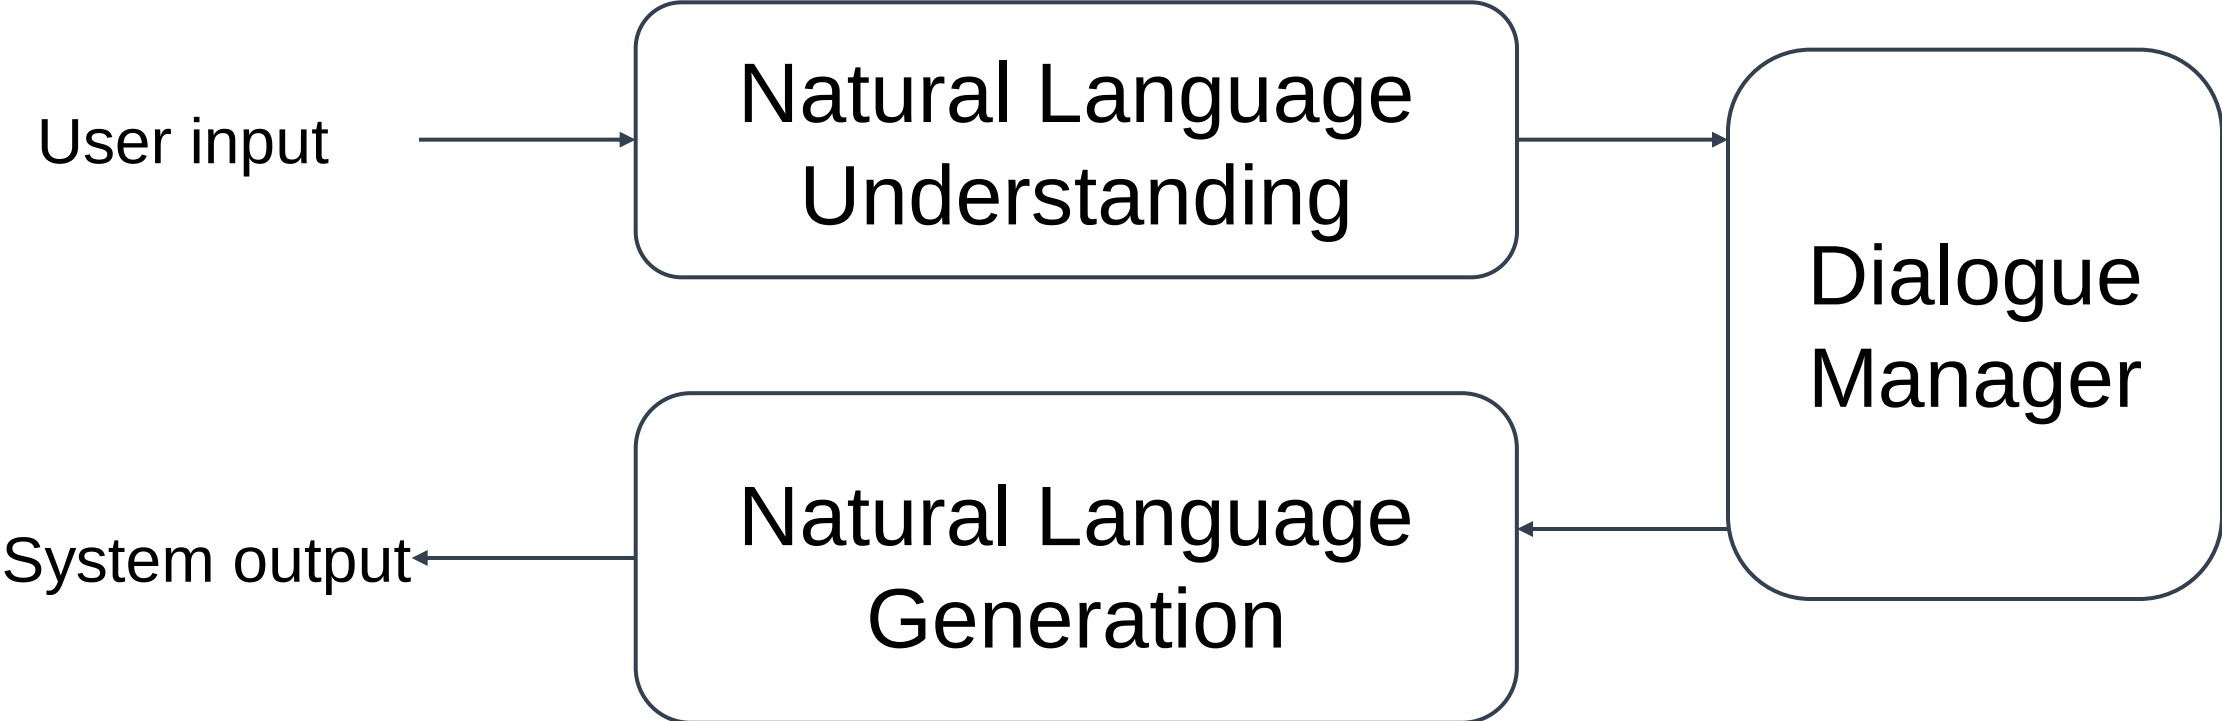 User input
Natural Language
Understanding
Dialogue
Manager
Natural Language
Generation
System output